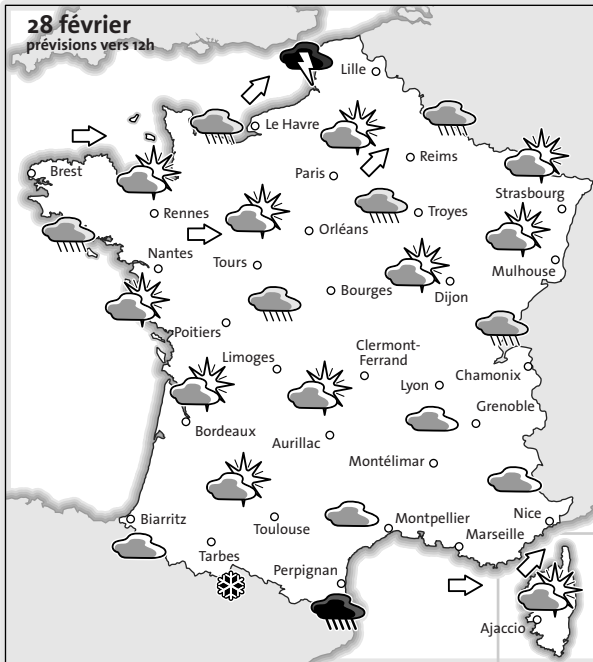 28 février
prévisions vers 12h
Lille
Le Havre
Reims
Brest
Paris
Strasbourg
Rennes
Troyes
Orléans
Nantes
Tours
Mulhouse
Bourges
Dijon
Poitiers
Clermont-
Ferrand
Limoges
Chamonix
Lyon
Grenoble
Bordeaux
Aurillac
Montélimar
Biarritz
Toulouse
Montpellier
Nice
Marseille
Tarbes
Perpignan
Ajaccio